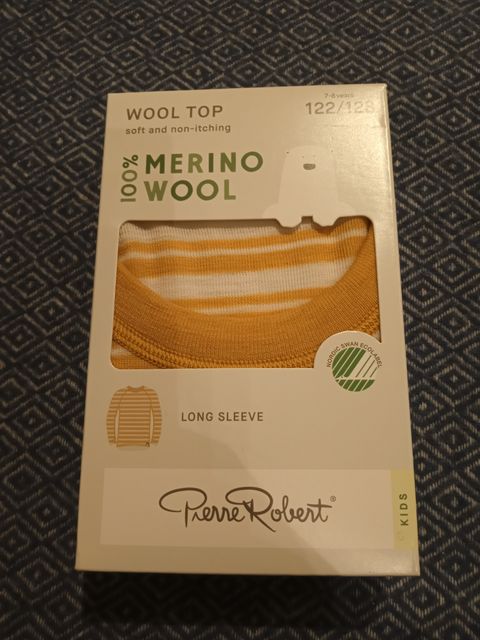 WOOL TOP
soft and non-itching
7-8 years
122/128
100% MERINO
WOOL
NORDIC SWAN ECOLABEL
LONG SLEEVE
Pierre Robert®
KIDS